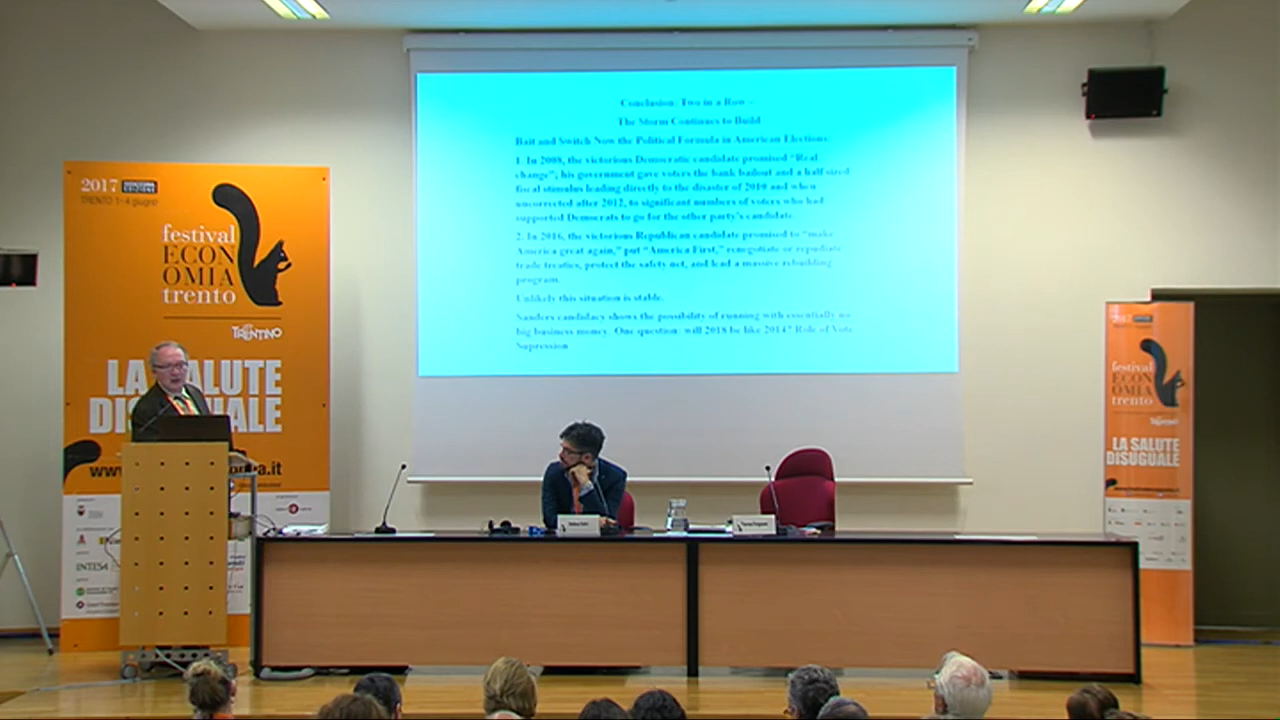 Conclusion: Two in a Row –
The Storm Continues to Build
Bait and Switch Now the Political Formula in American Elections:
1. In 2008, the victorious Democratic candidate promised “Real
change”; his government gave voters the bank bailout and a half sized
fiscal stimulus leading directly to the disaster of 2010 and when
uncorrected after 2012, to significant numbers of voters who had
supported Democrats to go for the other party’s candidate.
2. In 2016, the victorious Republican candidate promised to “make
America great again,” put “America First,” renegotiate or repudiate
trade treaties, protect the safety net, and lead a massive rebuilding
program.
Unlikely this situation is stable.
Sanders candidacy shows the possibility of running with essentially no
big business money. One question: will 2018 be like 2014? Role of Vote
Supression
2017
TRENTO 1-4 giugno
festival
ECON
OMIA
trento
TRENTINO
LA SALUTE
DISUGUALE
www.
.it
INTESA
2017
festival
ECON
OMIA
trento
TRENTINO
LA SALUTE
DISUGUALE